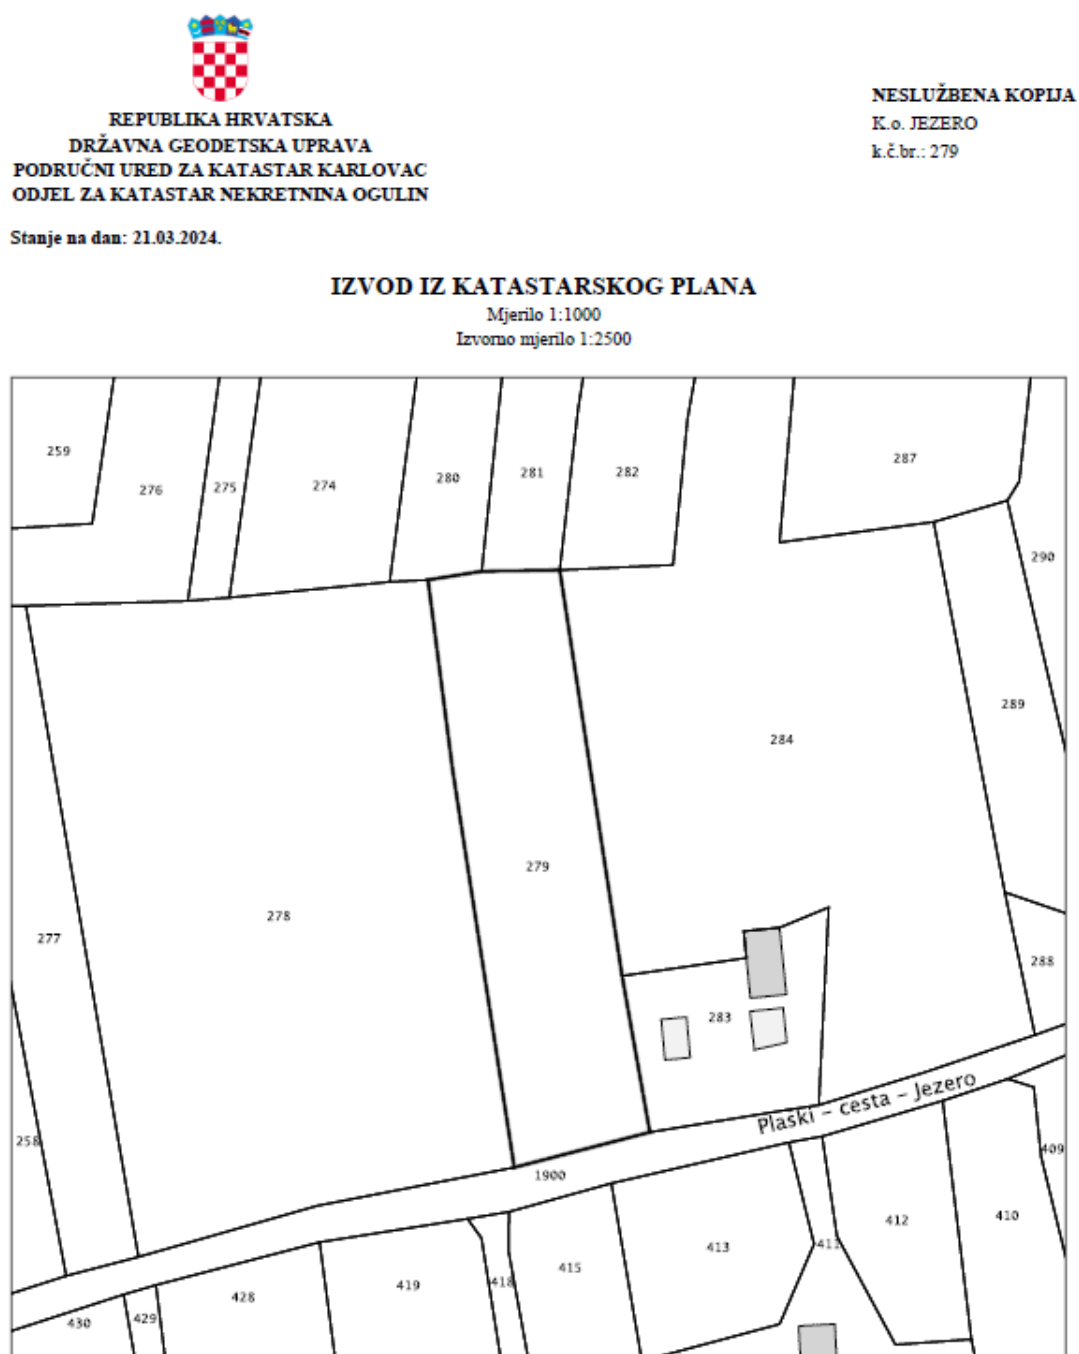 REPUBLIKA HRVATSKA
DRŽAVNA GEODETSKA UPRAVA
PODRUČNI URED ZA KATASTAR KARLOVAC
ODJEL ZA KATASTAR NEKRETNINA OGULIN
NESLUŽBENA KOPIJA
K.o. JEZERO
k.č.br.: 279
Stanje na dan: 21.03.2024.
IZVOD IZ KATASTARSKOG PLANA
Mjerilo 1:1000
Izvorno mjerilo 1:2500
259
276
275
274
280
281
282
287
290
289
284
279
278
277
288
283
Plaški - cesta - Jezero
258
1900
409
410
412
411
413
415
418
419
428
429
430